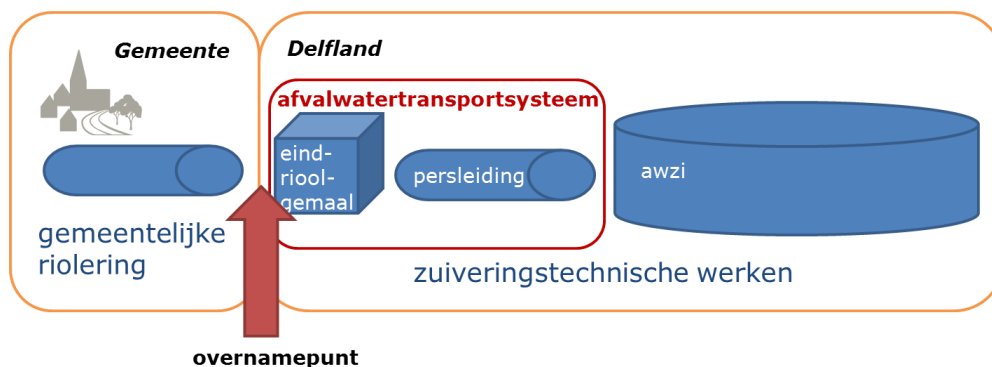 Gemeente
Delfland
afvalwatertransportsysteem
eind-
riool-
gemaal
persleiding
awzi
gemeentelijke
riolering
zuiveringstechnische werken
overnamepunt